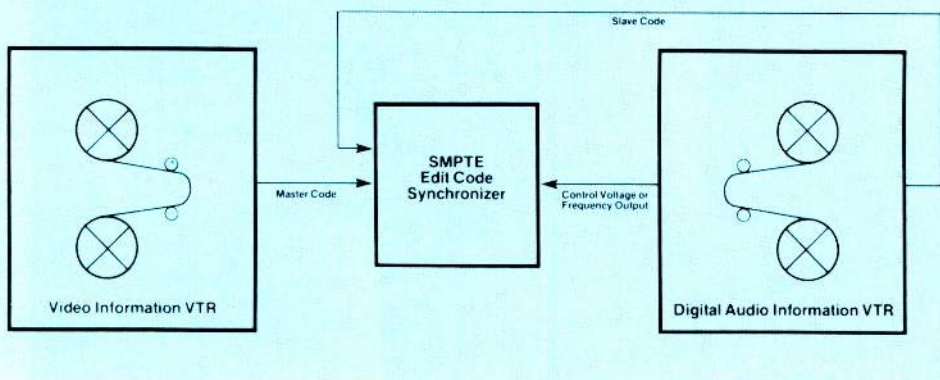 Slave Code
SMPTE
Edit Code
Synchronizer
Master Code
Control Voltage or
Frequency Output
Video Information VTR
Digital Audio Information VTR